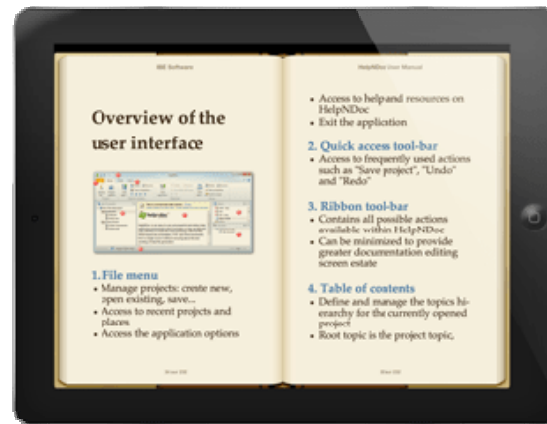 IBE Software
Overview of the
user interface
1. File menu
• Manage projects: create new,
open existing, save...
• Access to recent projects and
places
• Access the application options
HelpNDoc User Manual
• Access to help and resources on
HelpNDoc
• Exit the application
2. Quick access tool-bar
• Access to frequently used actions
such as "Save project", "Undo"
and "Redo"
3. Ribbon tool-bar
• Contains all possible actions
available within HelpNDoc
• Can be minimized to provide
greater documentation editing
screen estate
4. Table of contents
• Define and manage the topics hi-
erarchy for the currently opened
project
• Root topic is the project topic,